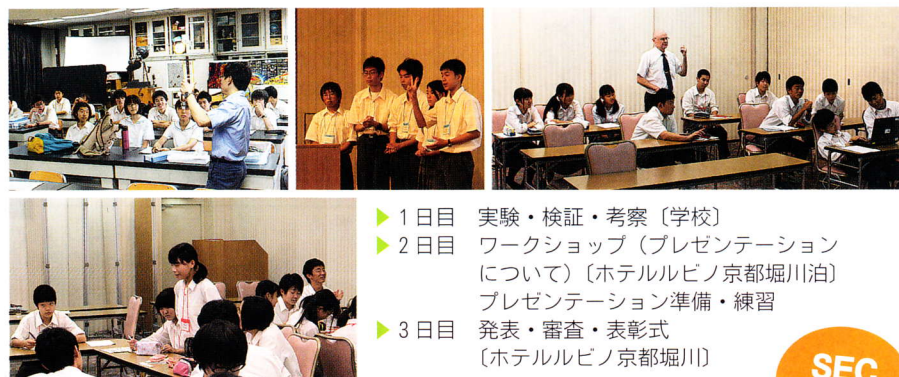 ▶ 1日目 実験・検証・考察〔学校〕
▶ 2日目 ワークショップ（プレゼンテーション
について）〔ホテルルビノ京都堀川泊〕
プレゼンテーション準備・練習
▶ 3日目 発表・審査・表彰式
〔ホテルルビノ京都堀川〕
SEC